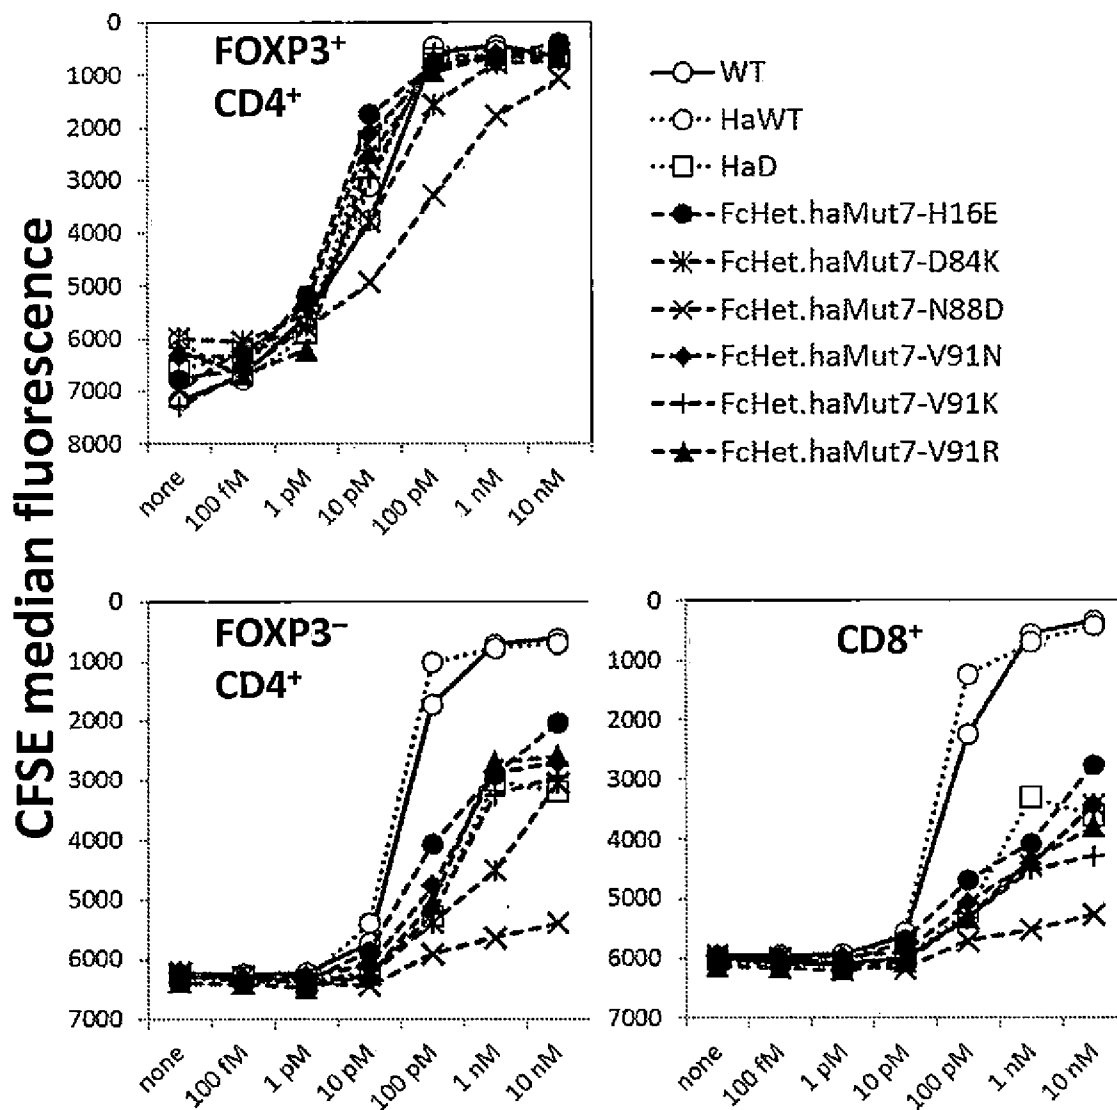 CFSE median fluorescence
FOXP3⁺
CD4⁺
0
1000
2000
3000
4000
5000
6000
7000
8000
none
100 fM
1 pM
10 pM
100 pM
1 nM
10 nM
WT
HaWT
HaD
FcHet.haMut7-H16E
FcHet.haMut7-D84K
FcHet.haMut7-N88D
FcHet.haMut7-V91N
FcHet.haMut7-V91K
FcHet.haMut7-V91R
FOXP3⁻
CD4⁺
0
1000
2000
3000
4000
5000
6000
7000
none
100 fM
1 pM
10 pM
100 pM
1 nM
10 nM
CD8⁺
0
1000
2000
3000
4000
5000
6000
7000
none
100 fM
1 pM
10 pM
100 pM
1 nM
10 nM